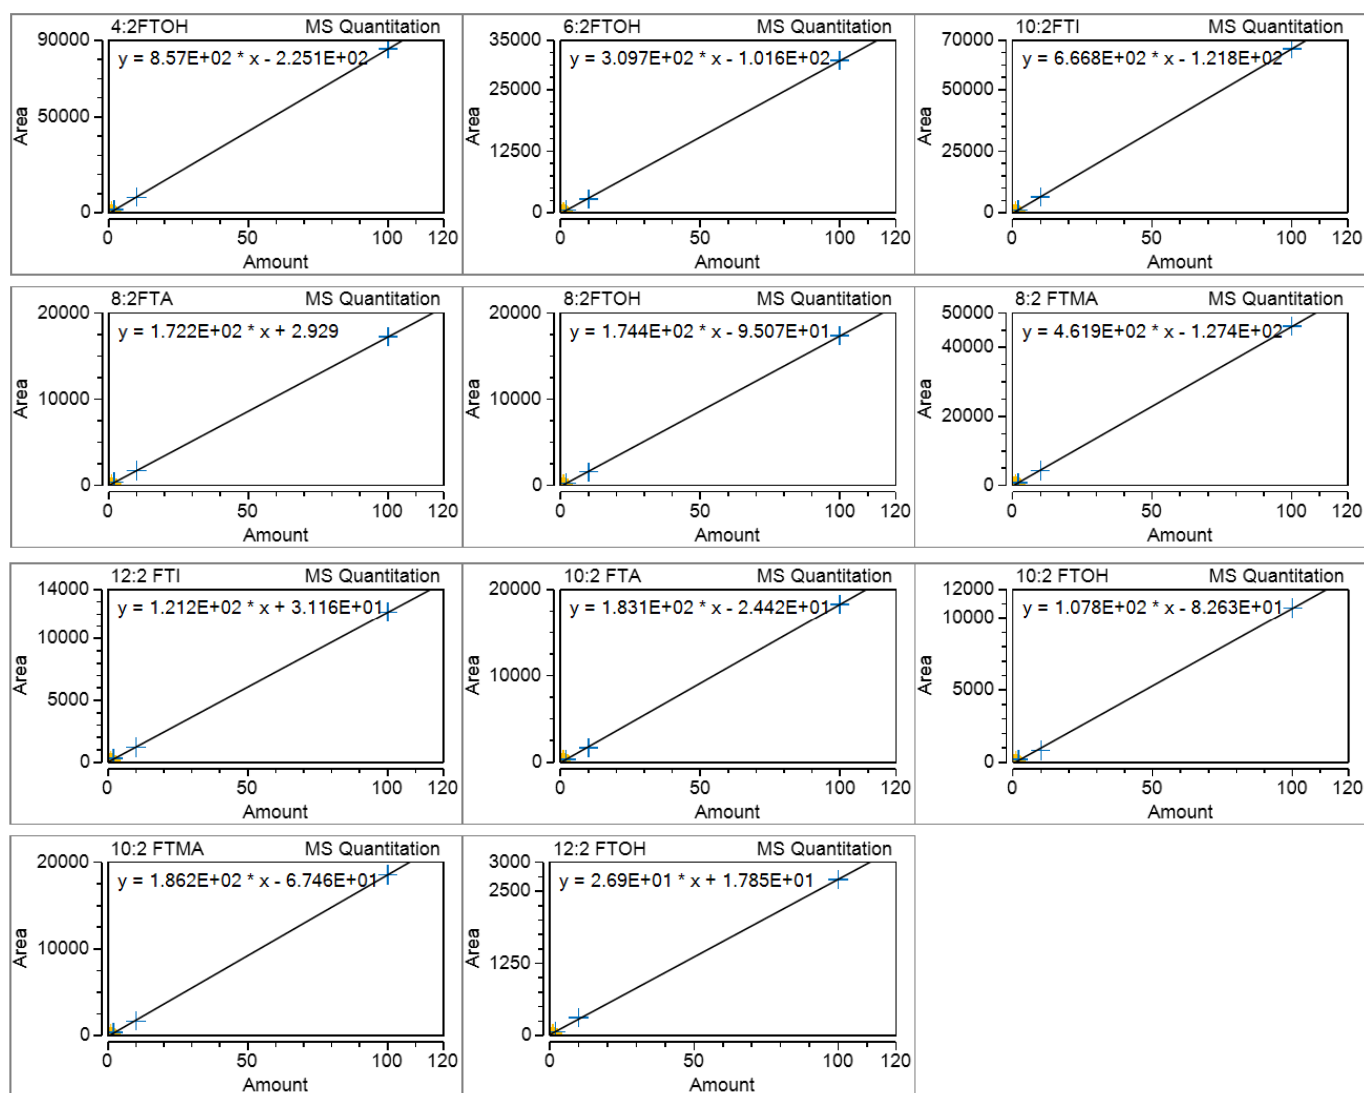 4:2FTOH MS Quantitation
y = 8.57E+02 * x - 2.251E+02
90000
50000
0
Area
0 50 100 120
Amount
6:2FTOH MS Quantitation
y = 3.097E+02 * x - 1.016E+02
35000
25000
12500
0
Area
0 50 100 120
Amount
10:2FTI MS Quantitation
y = 6.668E+02 * x - 1.218E+02
70000
50000
25000
0
Area
0 50 100 120
Amount
8:2FTA MS Quantitation
y = 1.722E+02 * x + 2.929
20000
10000
0
Area
0 50 100 120
Amount
8:2FTOH MS Quantitation
y = 1.744E+02 * x - 9.507E+01
20000
10000
0
Area
0 50 100 120
Amount
8:2 FTMA MS Quantitation
y = 4.619E+02 * x - 1.274E+02
50000
40000
20000
0
Area
0 50 100 120
Amount
12:2 FTI MS Quantitation
y = 1.212E+02 * x + 3.116E+01
14000
10000
5000
0
Area
0 50 100 120
Amount
10:2 FTA MS Quantitation
y = 1.831E+02 * x - 2.442E+01
20000
10000
0
Area
0 50 100 120
Amount
10:2 FTOH MS Quantitation
y = 1.078E+02 * x - 8.263E+01
12000
10000
5000
0
Area
0 50 100 120
Amount
10:2 FTMA MS Quantitation
y = 1.862E+02 * x - 6.746E+01
20000
10000
0
Area
0 50 100 120
Amount
12:2 FTOH MS Quantitation
y = 2.69E+01 * x + 1.785E+01
3000
2500
1250
0
Area
0 50 100 120
Amount